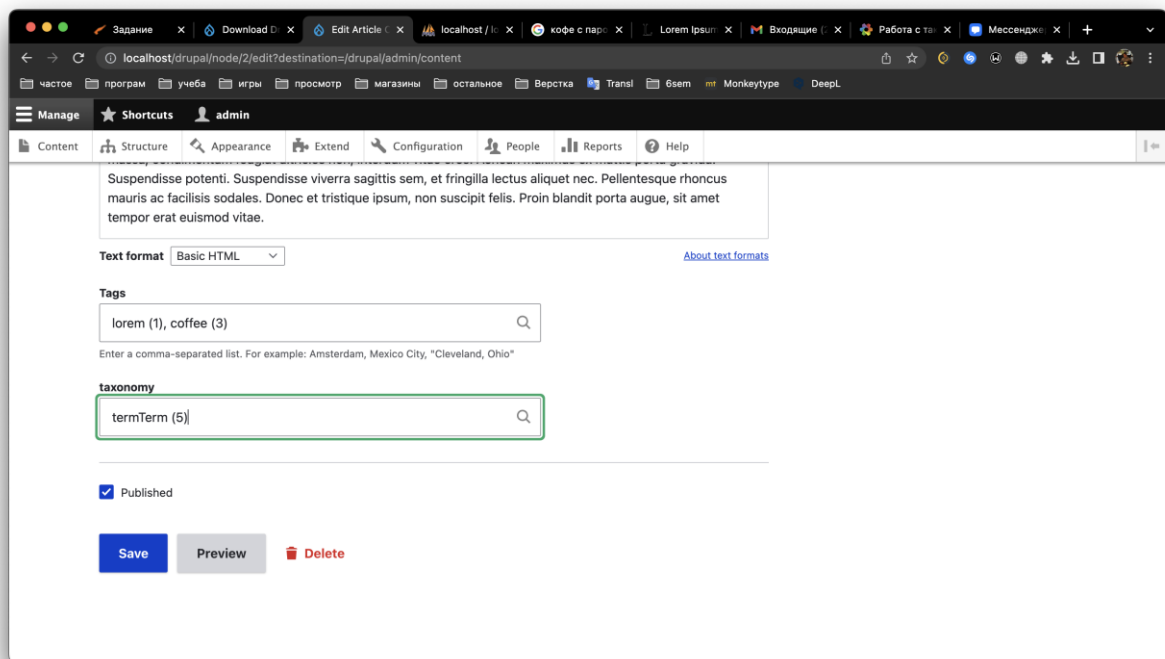 Задание
Download D
Edit Article C
localhost / lo
кофе с паро
Lorem Ipsum
Входящие (2
Работа с так
Мессендже
localhost/drupal/node/2/edit?destination=/drupal/admin/content
частое програм учеба игры просмотр магазины остальное Верстка Transl 6sem mt Monkeytype DeepL
Manage Shortcuts admin
Content Structure Appearance Extend Configuration People Reports Help
Suspendisse potenti. Suspendisse viverra sagittis sem, et fringilla lectus aliquet nec. Pellentesque rhoncus
mauris ac facilisis sodales. Donec et tristique ipsum, non suscipit felis. Proin blandit porta augue, sit amet
tempor erat euismod vitae.
Text format Basic HTML About text formats
Tags
lorem (1), coffee (3)
Enter a comma-separated list. For example: Amsterdam, Mexico City, "Cleveland, Ohio"
taxonomy
termTerm (5)
Published
Save Preview Delete